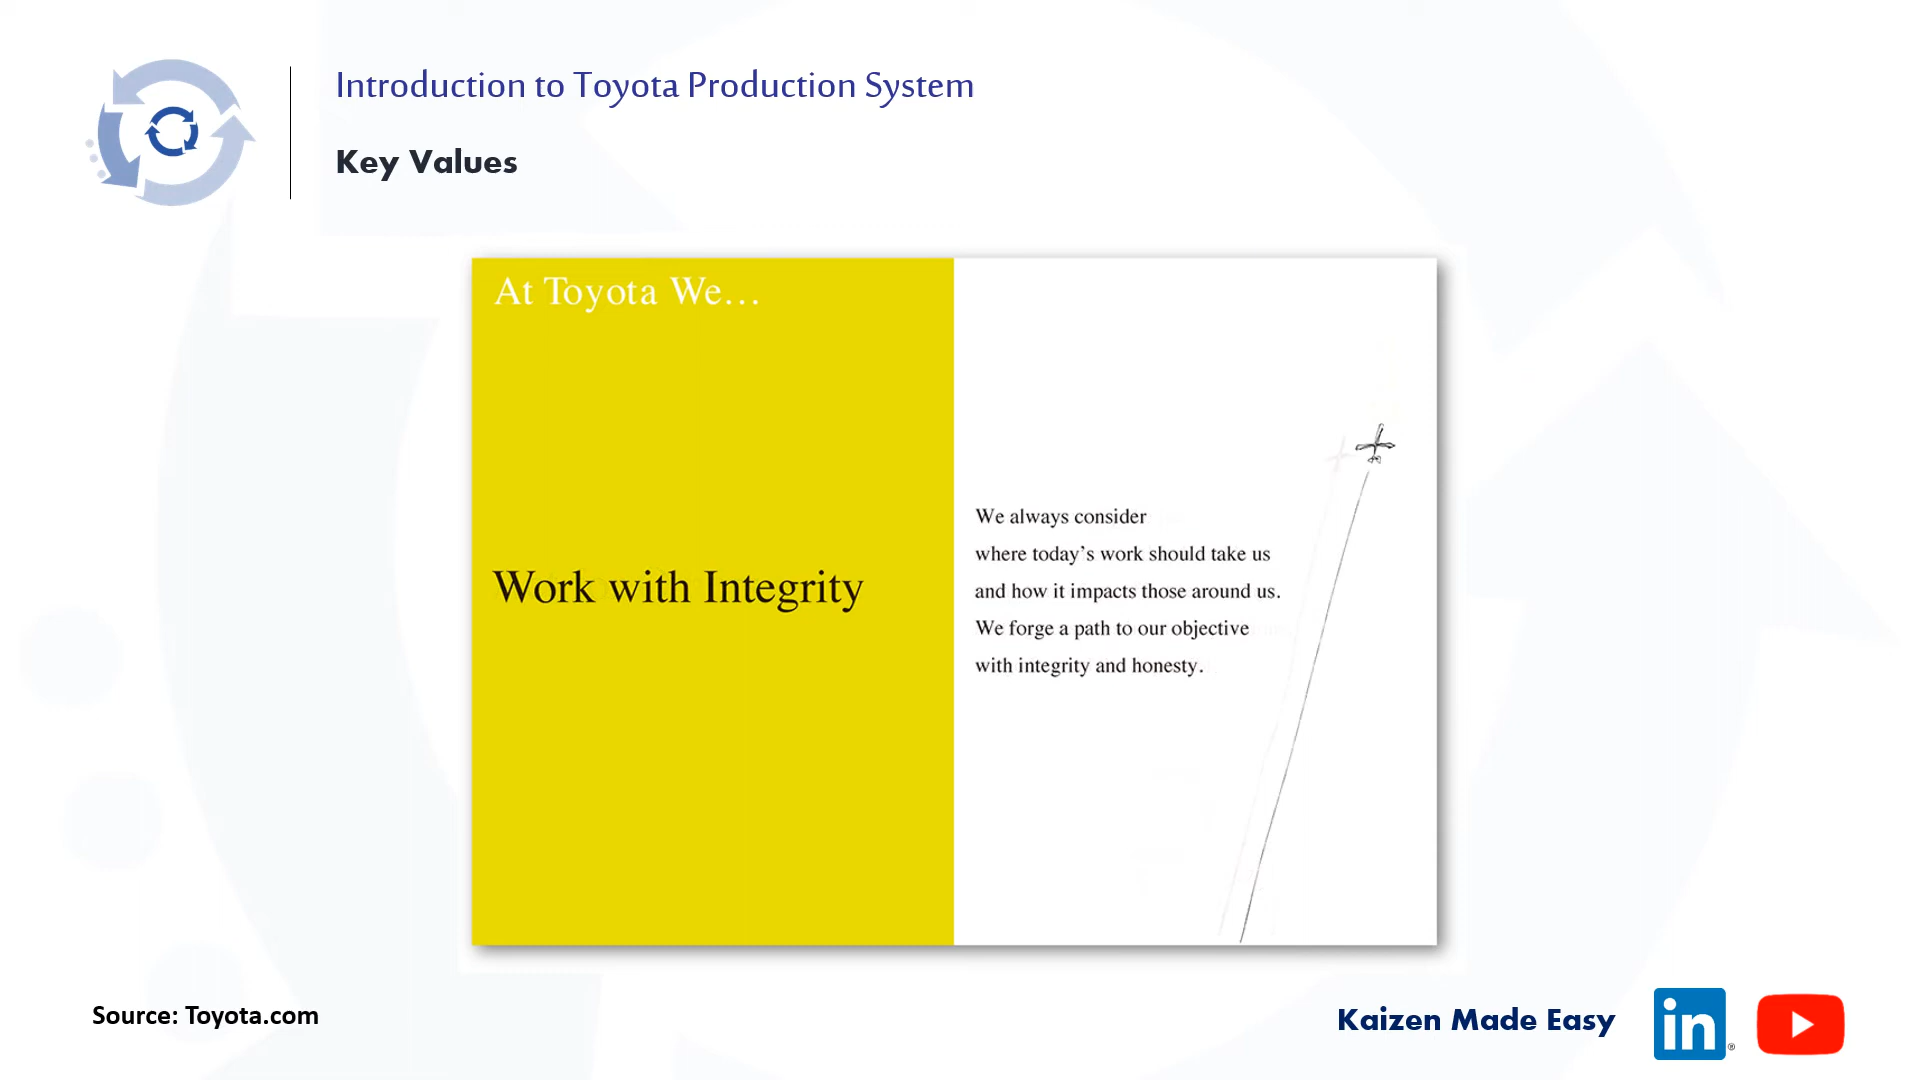 Introduction to Toyota Production System
Key Values
At Toyota We...
Work with Integrity
We always consider
where today's work should take us
and how it impacts those around us.
We forge a path to our objective
with integrity and honesty.
Source: Toyota.com
Kaizen Made Easy
in®